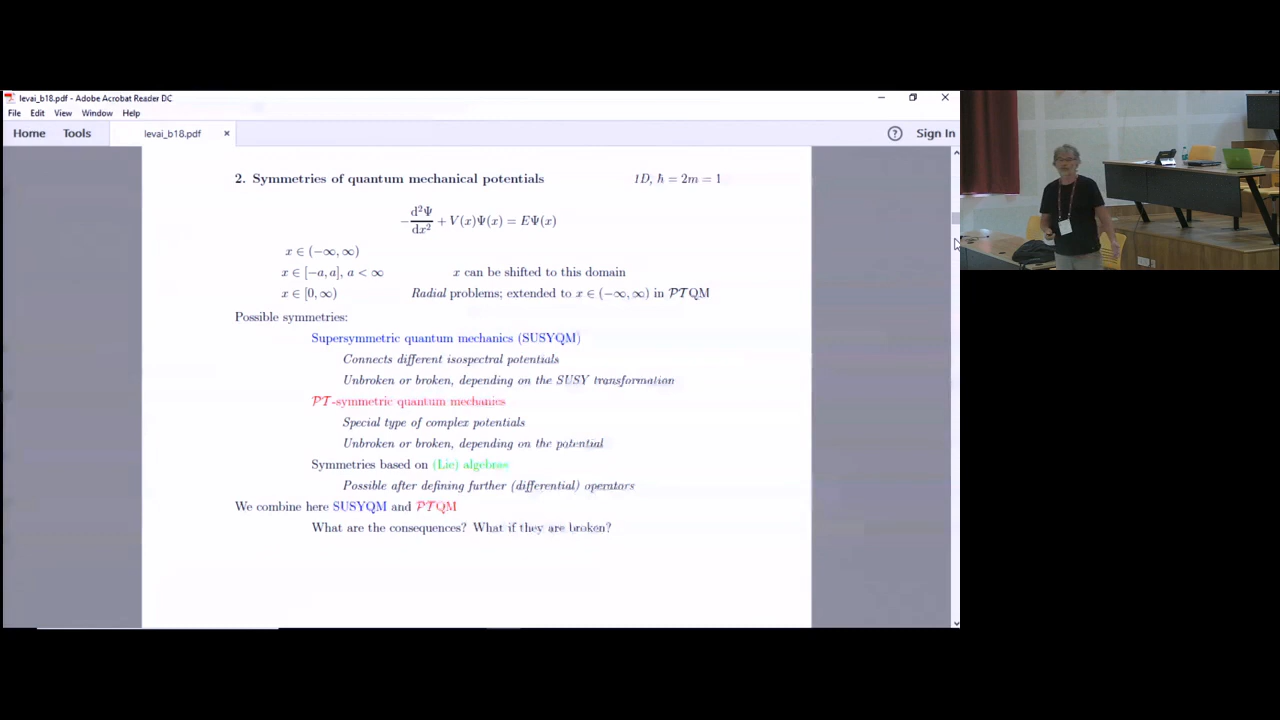 levai_b18.pdf - Adobe Acrobat Reader DC
File Edit View Window Help
Home Tools levai_b18.pdf × ? Sign In
2. Symmetries of quantum mechanical potentials 1D, ħ = 2m = 1
− d²Ψ/dx² + V(x)Ψ(x) = EΨ(x)
x ∈ (−∞, ∞)
x ∈ [−a, a], a < ∞ x can be shifted to this domain
x ∈ [0, ∞) Radial problems; extended to x ∈ (−∞, ∞) in 𝒫𝒯QM
Possible symmetries:
Supersymmetric quantum mechanics (SUSYQM)
Connects different isospectral potentials
Unbroken or broken, depending on the SUSY transformation
𝒫𝒯-symmetric quantum mechanics
Special type of complex potentials
Unbroken or broken, depending on the potential
Symmetries based on (Lie) algebras
Possible after defining further (differential) operators
We combine here SUSYQM and 𝒫𝒯QM
What are the consequences? What if they are broken?